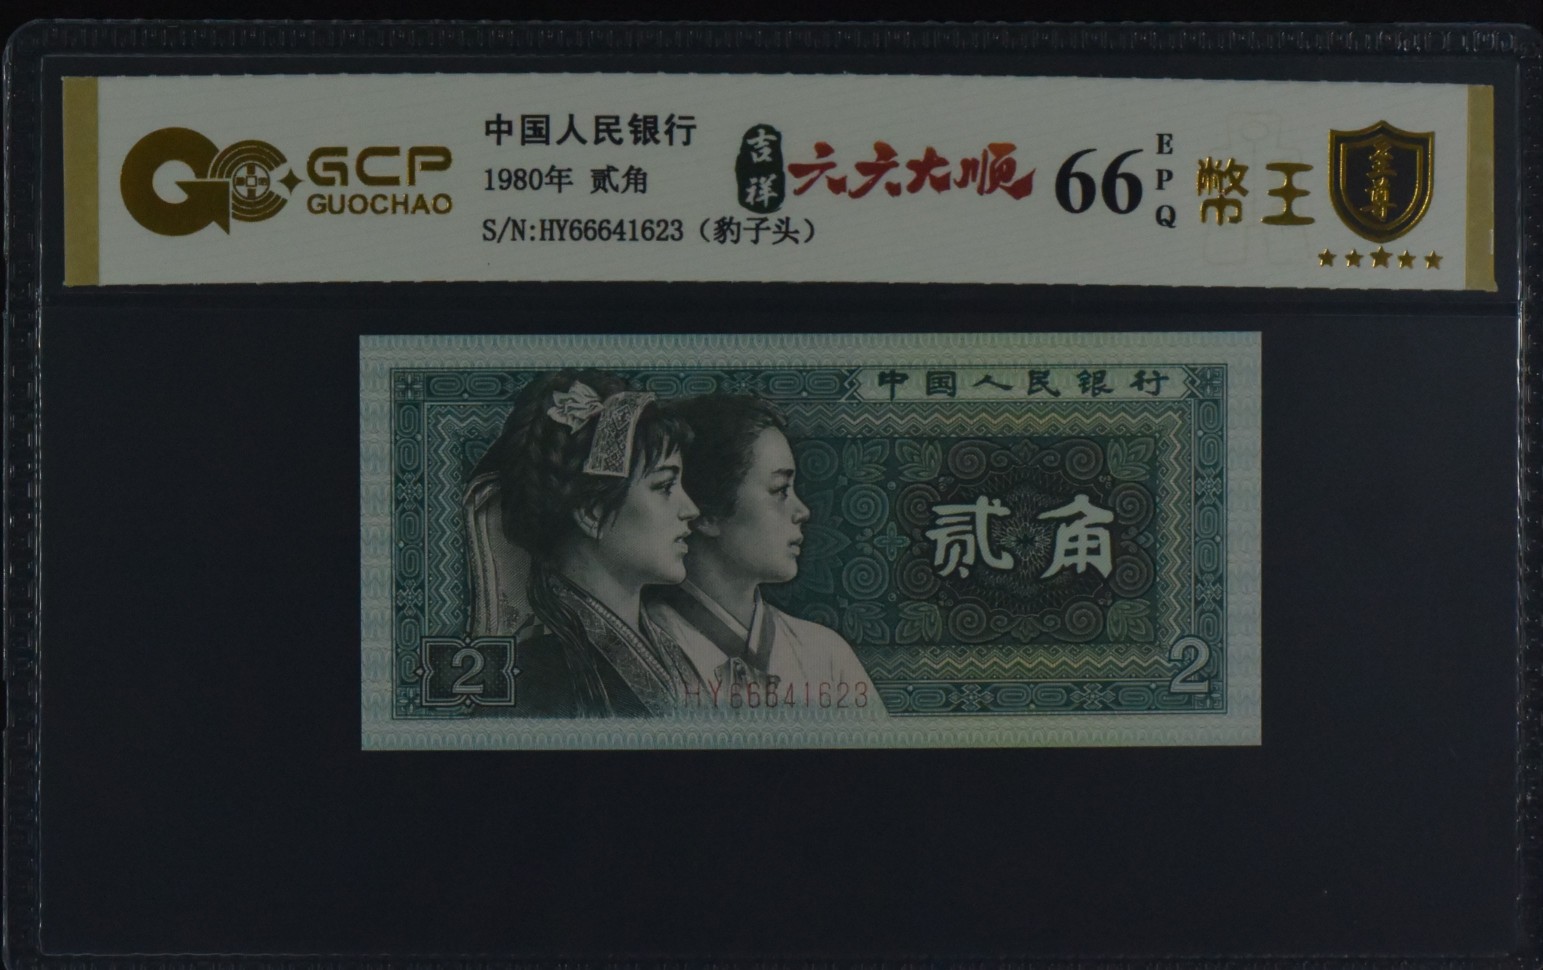 GCP
GUOCHAO
中国人民银行
1980年 贰角
S/N:HY66641623（豹子头）
吉祥
六六大顺
66
EPQ
幣王
至尊
中国人民银行
贰角
2
2
HY66641623